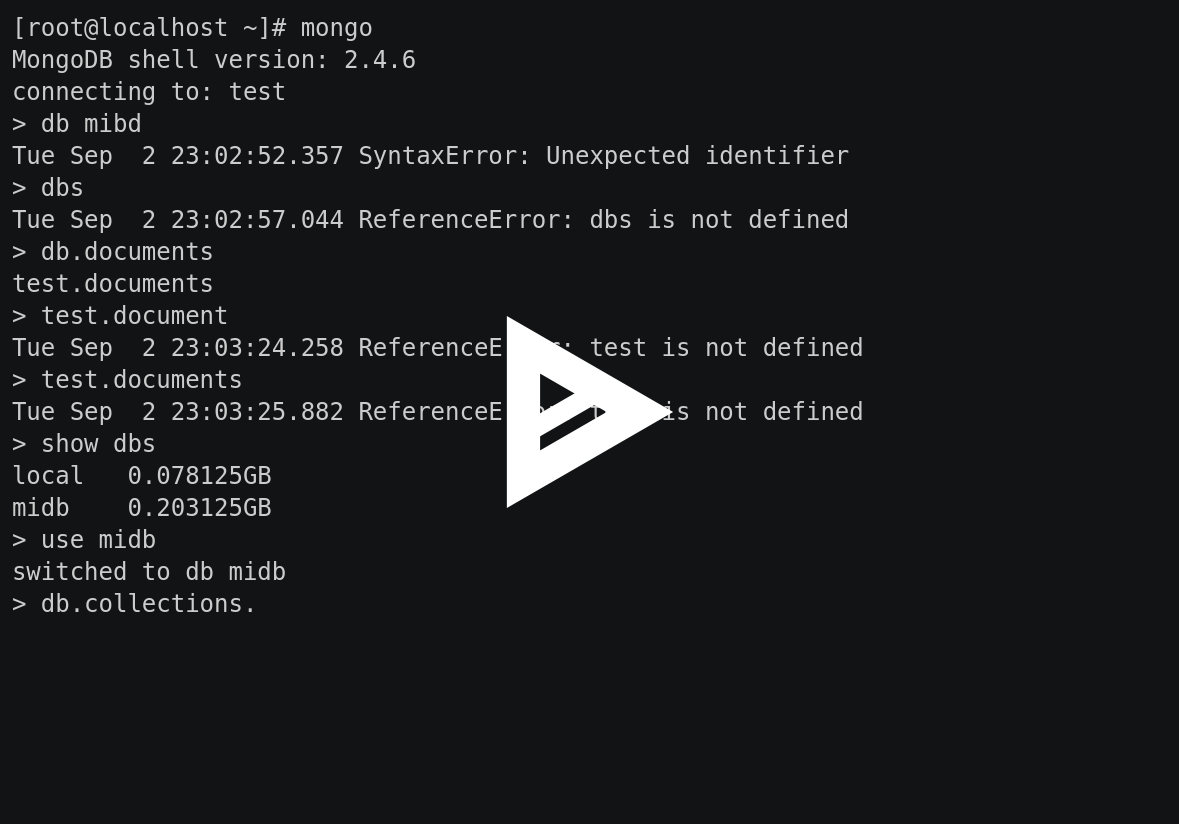 [root@localhost ~]# mongo
MongoDB shell version: 2.4.6
connecting to: test
> db mibd
Tue Sep  2 23:02:52.357 SyntaxError: Unexpected identifier
> dbs
Tue Sep  2 23:02:57.044 ReferenceError: dbs is not defined
> db.documents
test.documents
> test.document
Tue Sep  2 23:03:24.258 test is not defined
> test.documents
Tue Sep  2 23:03:25.882 is not defined
> show dbs
local   0.078125GB
midb    0.203125GB
> use midb
switched to db midb
> db.collections.